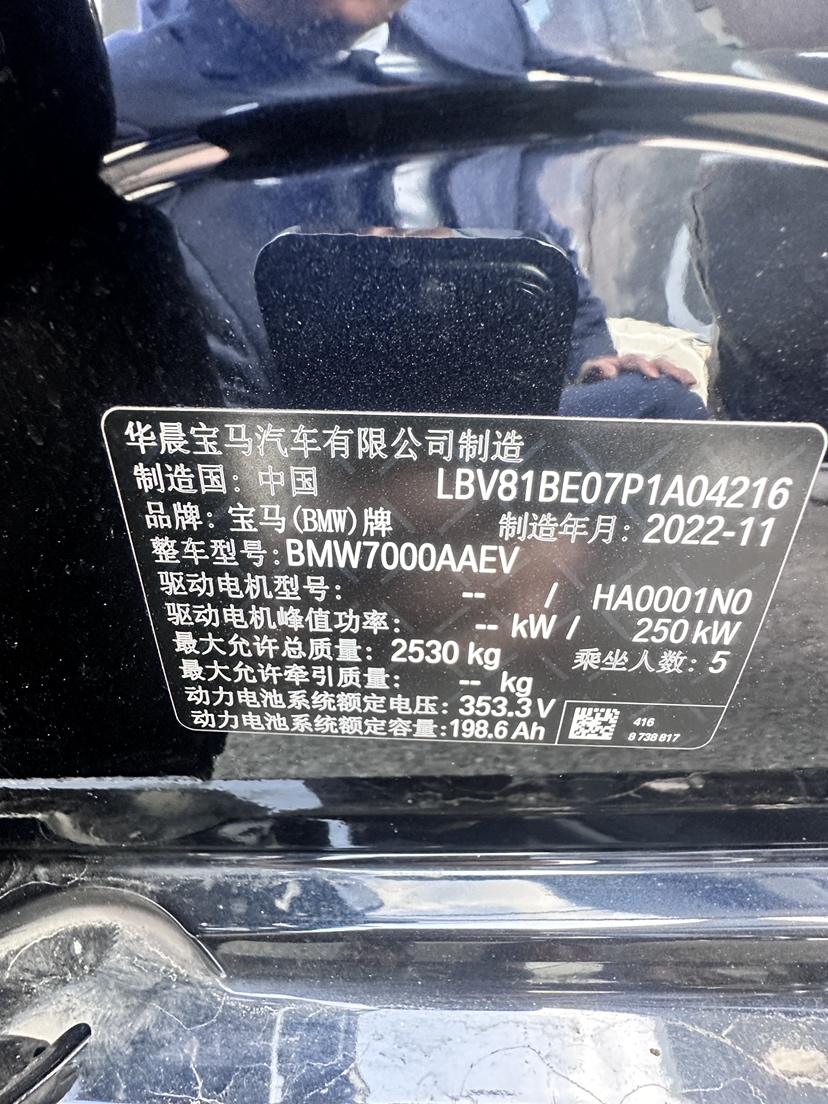 华晨宝马汽车有限公司制造
制造国：中国 LBV81BE07P1A04216
品牌：宝马(BMW)牌 制造年月：2022-11
整车型号：BMW7000AAEV
驱动电机型号： -- / HA0001N0
驱动电机峰值功率： -- kW / 250 kW
最大允许总质量：2530 kg 乘坐人数：5
最大允许牵引质量： -- kg
动力电池系统额定电压：353.3 V
动力电池系统额定容量：198.6 Ah
416
8 738 817